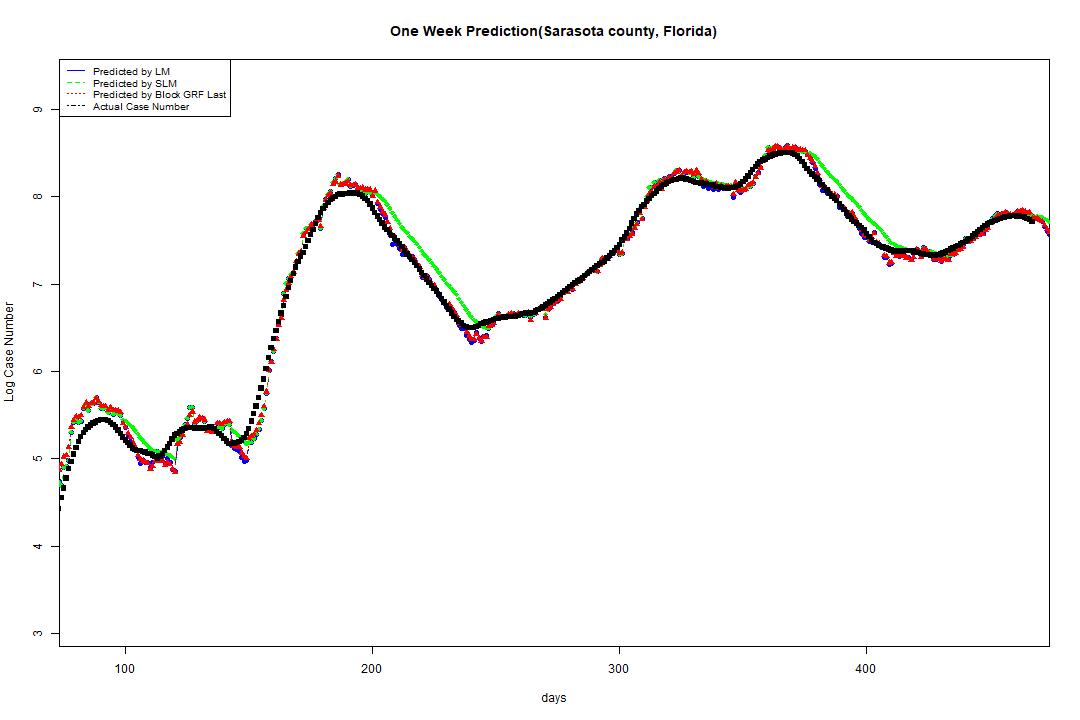 One Week Prediction(Sarasota county, Florida)
Predicted by LM
Predicted by SLM
Predicted by Block GRF Last
Actual Case Number
9
8
7
6
5
4
3
Log Case Number
100 200 300 400
days